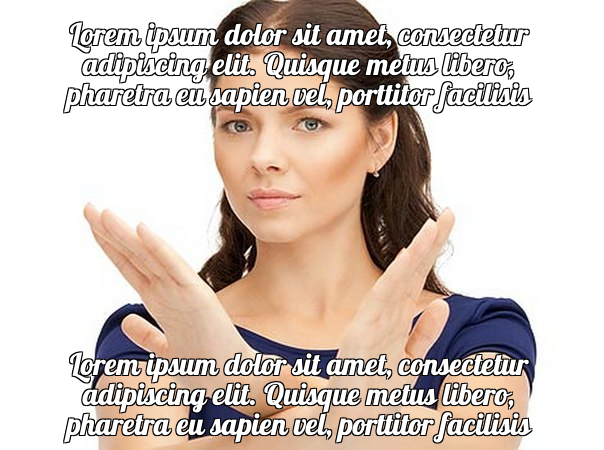 Lorem ipsum dolor sit amet, consectetur
adipiscing elit. Quisque metus libero,
pharetra eu sapien vel, porttitor facilisis
Lorem ipsum dolor sit amet, consectetur
adipiscing elit. Quisque metus libero,
pharetra eu sapien vel, porttitor facilisis